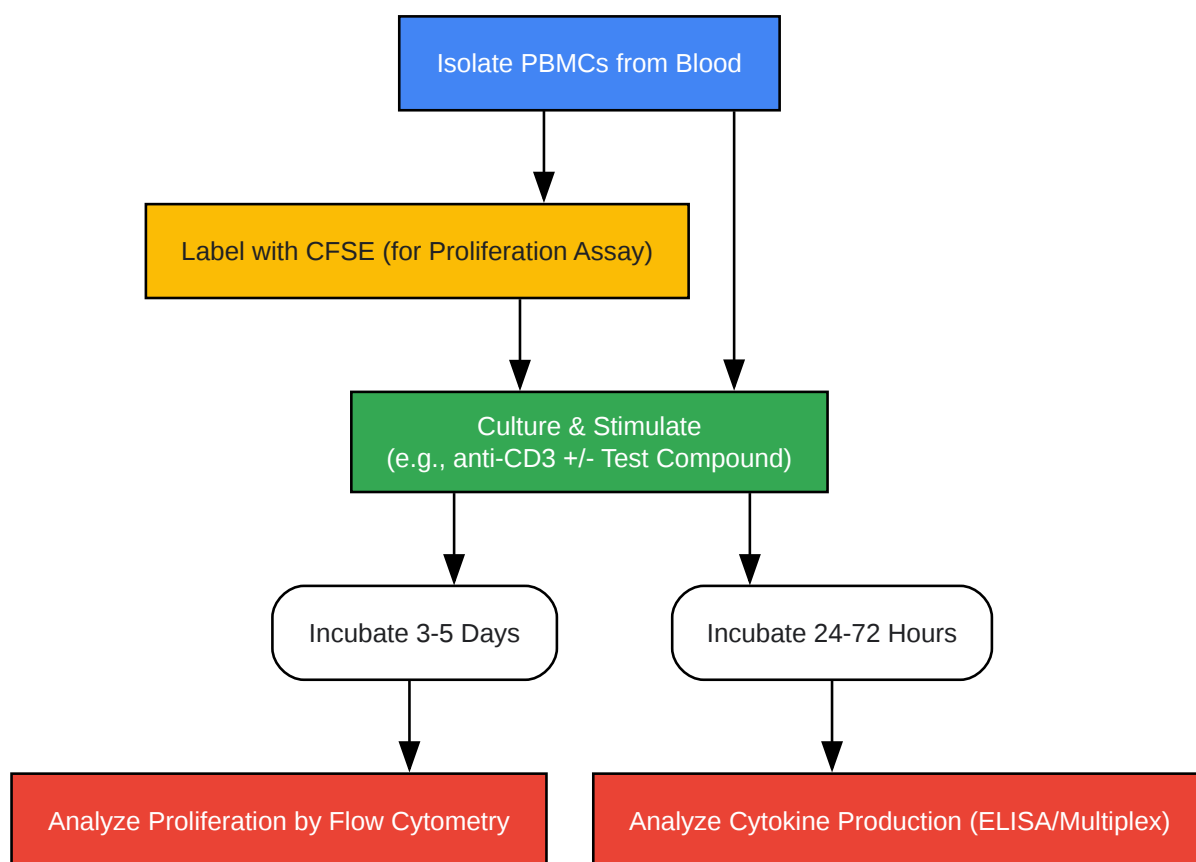 Isolate PBMCs from Blood
Label with CFSE (for Proliferation Assay)
Culture & Stimulate
(e.g., anti-CD3 +/- Test Compound)
Incubate 3-5 Days
Incubate 24-72 Hours
Analyze Proliferation by Flow Cytometry
Analyze Cytokine Production (ELISA/Multiplex)